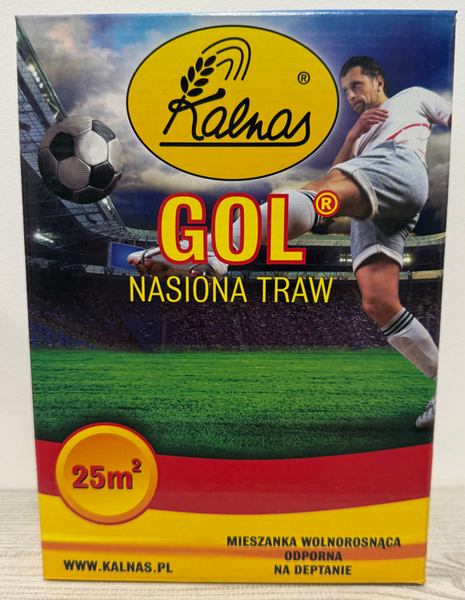 Kalnas ®
GOL®
NASIONA TRAW
25m²
MIESZANKA WOLNOROSNĄCA
ODPORNA
NA DEPTANIE
WWW.KALNAS.PL